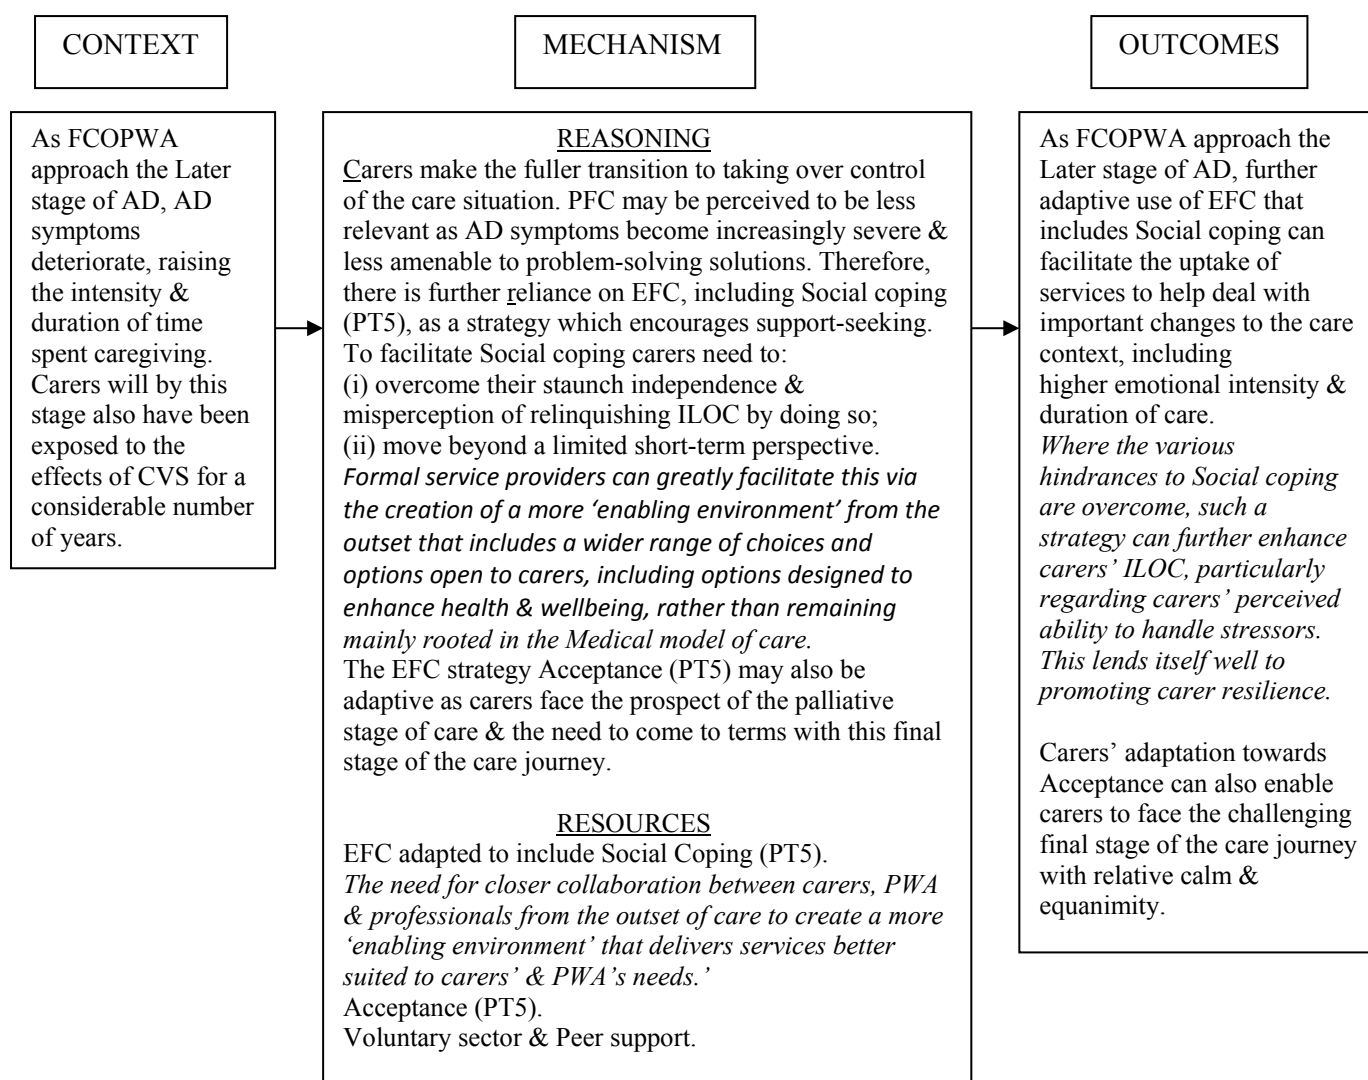 CONTEXT
MECHANISM
OUTCOMES
As FCOPWA
approach the Later
stage of AD, AD
symptoms
deteriorate, raising
the intensity &
duration of time
spent caregiving.
Carers will by this
stage also have been
exposed to the
effects of CVS for a
considerable number
of years.
REASONING
Carers make the fuller transition to taking over control
of the care situation. PFC may be perceived to be less
relevant as AD symptoms become increasingly severe &
less amenable to problem-solving solutions. Therefore,
there is further reliance on EFC, including Social coping
(PT5), as a strategy which encourages support-seeking.
To facilitate Social coping carers need to:
(i) overcome their staunch independence &
misperception of relinquishing ILOC by doing so;
(ii) move beyond a limited short-term perspective.
Formal service providers can greatly facilitate this via
the creation of a more ‘enabling environment’ from the
outset that includes a wider range of choices and
options open to carers, including options designed to
enhance health & wellbeing, rather than remaining
mainly rooted in the Medical model of care.
The EFC strategy Acceptance (PT5) may also be
adaptive as carers face the prospect of the palliative
stage of care & the need to come to terms with this final
stage of the care journey.
RESOURCES
EFC adapted to include Social Coping (PT5).
The need for closer collaboration between carers, PWA
& professionals from the outset of care to create a more
‘enabling environment’ that delivers services better
suited to carers’ & PWA’s needs.’
Acceptance (PT5).
Voluntary sector & Peer support.
As FCOPWA approach the
Later stage of AD, further
adaptive use of EFC that
includes Social coping can
facilitate the uptake of
services to help deal with
important changes to the care
context, including
higher emotional intensity &
duration of care.
Where the various
hindrances to Social coping
are overcome, such a
strategy can further enhance
carers’ ILOC, particularly
regarding carers’ perceived
ability to handle stressors.
This lends itself well to
promoting carer resilience.
Carers’ adaptation towards
Acceptance can also enable
carers to face the challenging
final stage of the care journey
with relative calm &
equanimity.